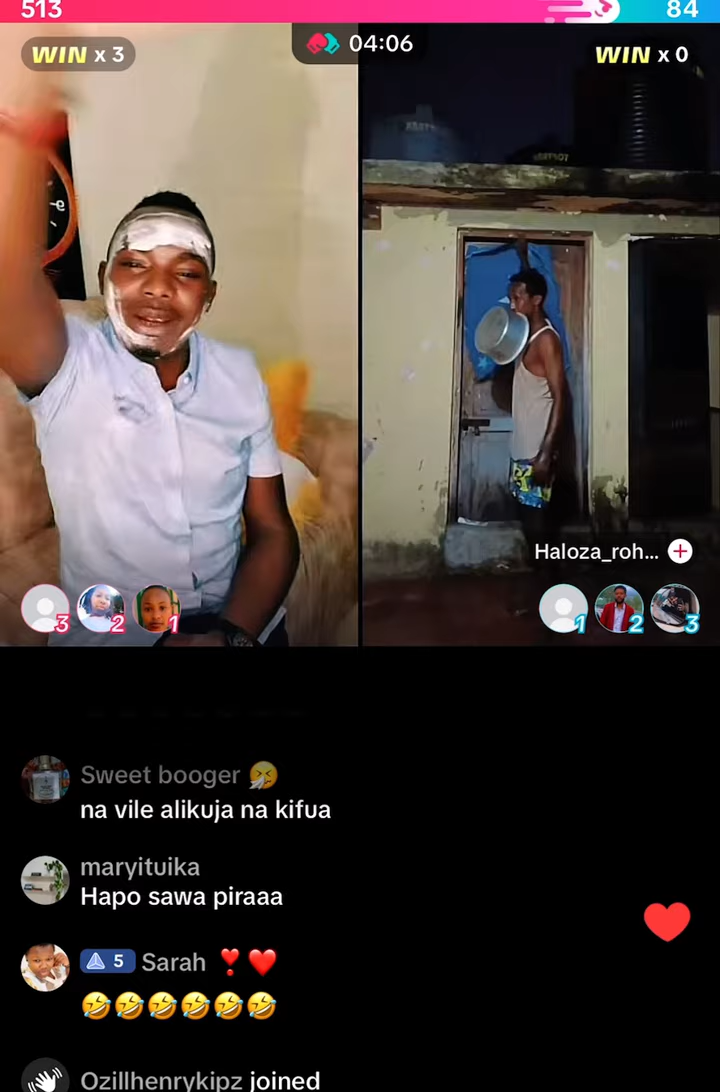 513
84
WIN x 3
04:06
WIN x 0
Haloza_roh...
3
2
1
1
2
3
Sweet booger 🤧
na vile alikuja na kifua
maryituika
Hapo sawa piraaa
5 Sarah ❣️❤️
🤣🤣🤣🤣🤣🤣
Ozillhenrykipz joined